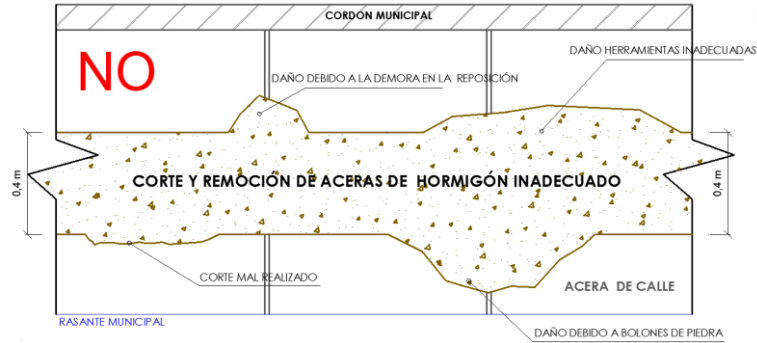 CORDON MUNICIPAL
NO
DAÑO HERRAMIENTAS INADECUADAS
DAÑO DEBIDO A LA DEMORA EN LA REPOSICIÓN
0,4 m
CORTE Y REMOCIÓN DE ACERAS DE HORMIGÓN INADECUADO
0,4 m
CORTE MAL REALIZADO
ACERA DE CALLE
RASANTE MUNICIPAL
DAÑO DEBIDO A BOLONES DE PIEDRA